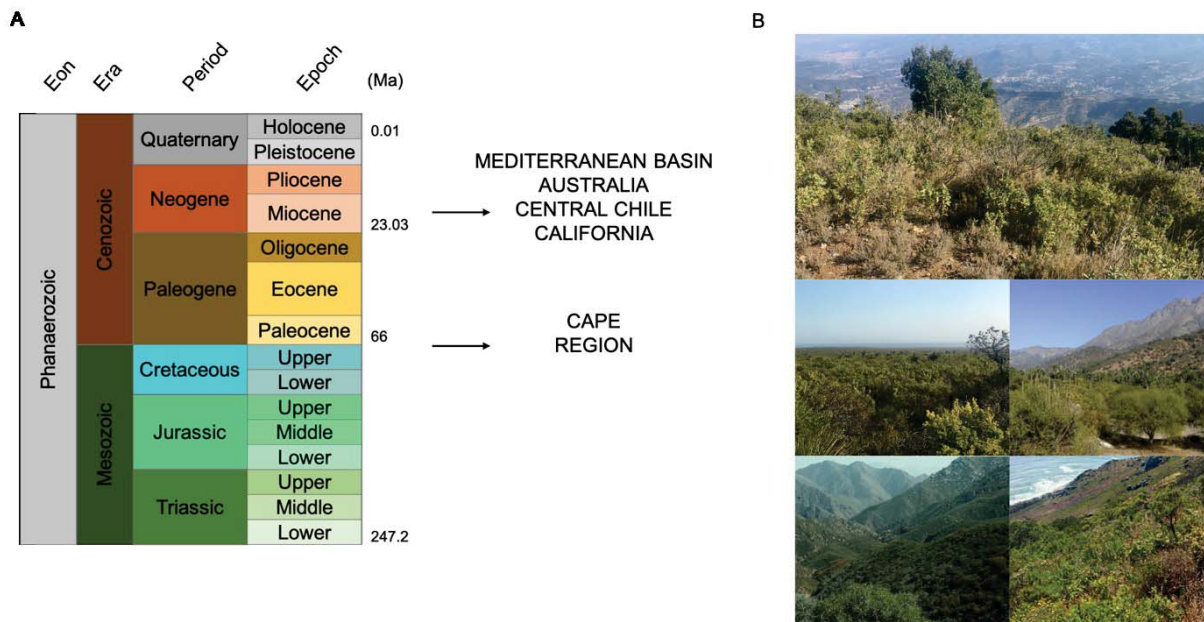 A
B
Eon
Era
Period
Epoch
(Ma)
Phanaerozoic
Cenozoic
Quaternary
Holocene
0.01
Pleistocene
Neogene
Pliocene
Miocene
23.03
Paleogene
Oligocene
Eocene
Paleocene
66
Mesozoic
Cretaceous
Upper
Lower
Jurassic
Upper
Middle
Lower
Triassic
Upper
Middle
Lower
247.2
MEDITERRANEAN BASIN
AUSTRALIA
CENTRAL CHILE
CALIFORNIA
CAPE
REGION